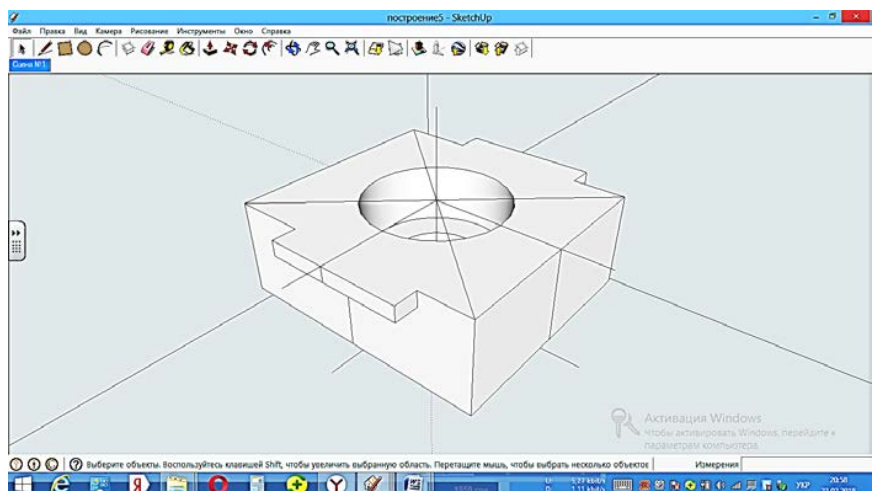 построение5 - SketchUp
Файл Правка Вид Камера Рисование Инструменты Окно Справка
Сцена №1
Активация Windows
Чтобы активировать Windows, перейдите к
параметрам компьютера.
Выберите объекты. Воспользуйтесь клавишей Shift, чтобы увеличить выбранную область. Перетащите мышь, чтобы выбрать несколько объектов
Измерения
УКР
20:58